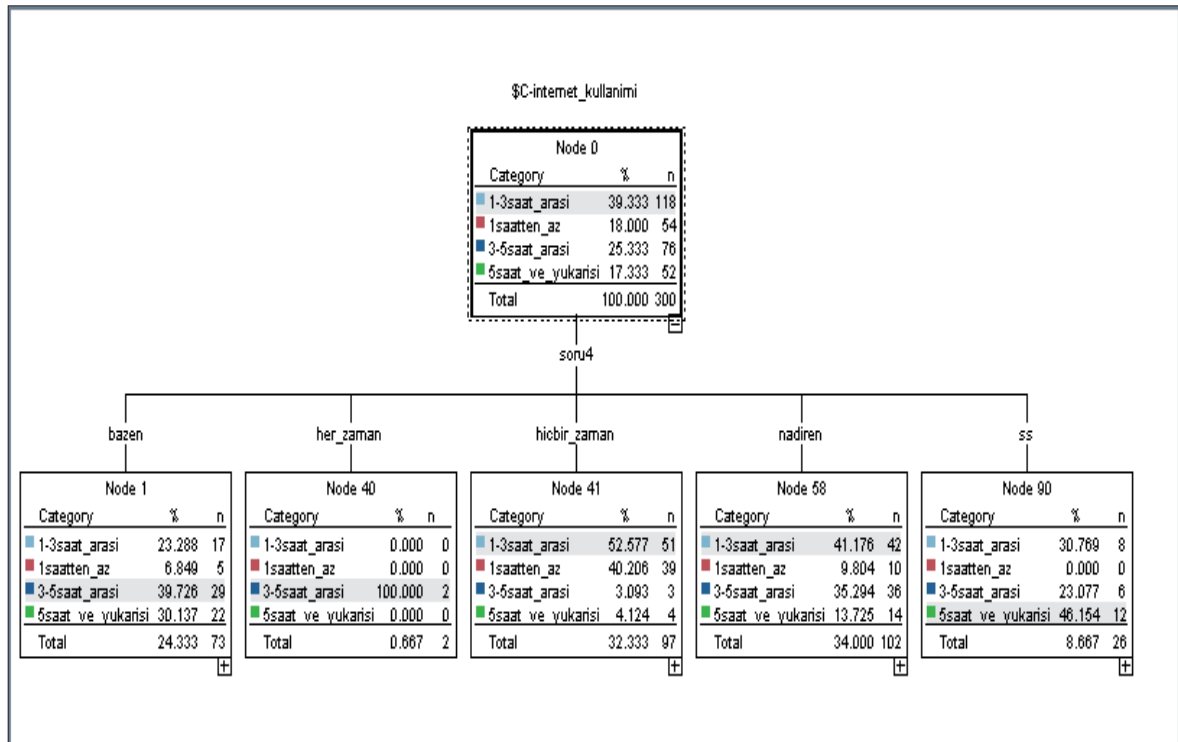 $C-internet_kullanimi
Node 0
Category % n
1-3saat_arasi 39.333 118
1saatten_az 18.000 54
3-5saat_arasi 25.333 76
5saat_ve_yukarisi 17.333 52
Total 100.000 300
soru4
bazen her_zaman hicbir_zaman nadiren ss
Node 1
Category % n
1-3saat_arasi 23.288 17
1saatten_az 6.849 5
3-5saat_arasi 39.726 29
5saat_ve_yukarisi 30.137 22
Total 24.333 73
Node 40
Category % n
1-3saat_arasi 0.000 0
1saatten_az 0.000 0
3-5saat_arasi 100.000 2
5saat_ve_yukarisi 0.000 0
Total 0.667 2
Node 41
Category % n
1-3saat_arasi 52.577 51
1saatten_az 40.206 39
3-5saat_arasi 3.093 3
5saat_ve_yukarisi 4.124 4
Total 32.333 97
Node 58
Category % n
1-3saat_arasi 41.176 42
1saatten_az 9.804 10
3-5saat_arasi 35.294 36
5saat_ve_yukarisi 13.725 14
Total 34.000 102
Node 90
Category % n
1-3saat_arasi 30.769 8
1saatten_az 0.000 0
3-5saat_arasi 23.077 6
5saat_ve_yukarisi 46.154 12
Total 8.667 26